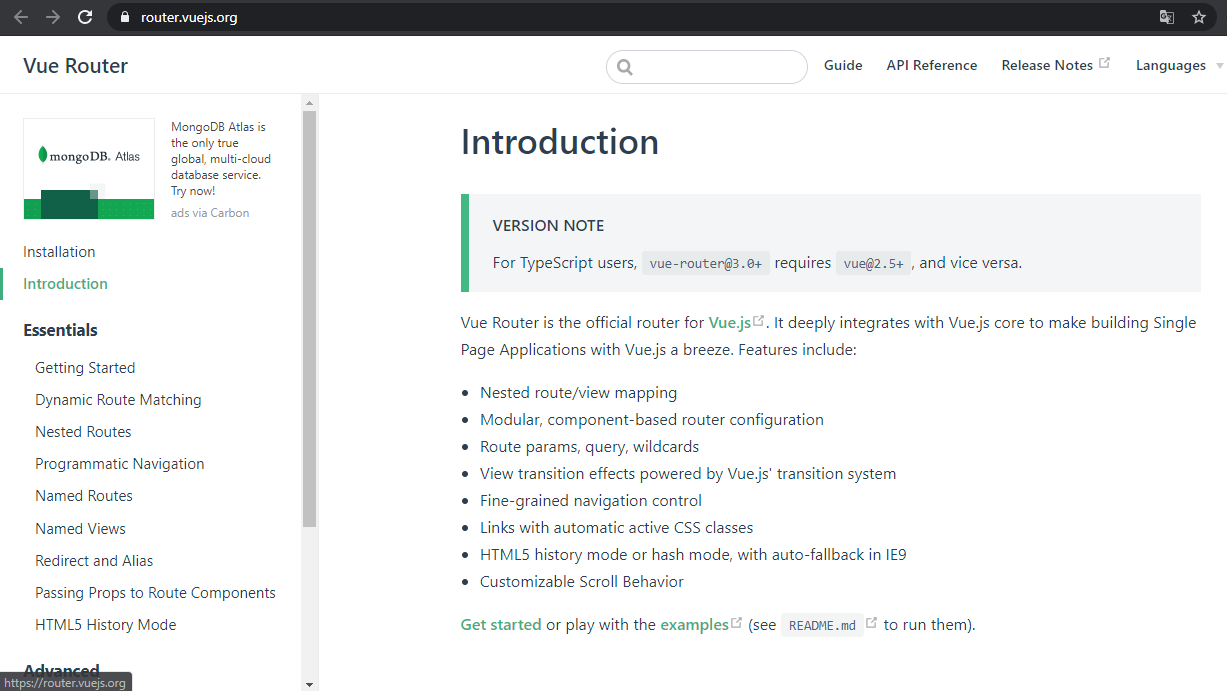 router.vuejs.org
Vue Router
Guide
API Reference
Release Notes
Languages
mongoDB. Atlas
MongoDB Atlas is
the only true
global, multi-cloud
database service.
Try now!
ads via Carbon
Installation
Introduction
Essentials
Getting Started
Dynamic Route Matching
Nested Routes
Programmatic Navigation
Named Routes
Named Views
Redirect and Alias
Passing Props to Route Components
HTML5 History Mode
Advanced
https://router.vuejs.org
Introduction
VERSION NOTE
For TypeScript users, vue-router@3.0+ requires vue@2.5+ , and vice versa.
Vue Router is the official router for Vue.js. It deeply integrates with Vue.js core to make building Single
Page Applications with Vue.js a breeze. Features include:
• Nested route/view mapping
• Modular, component-based router configuration
• Route params, query, wildcards
• View transition effects powered by Vue.js' transition system
• Fine-grained navigation control
• Links with automatic active CSS classes
• HTML5 history mode or hash mode, with auto-fallback in IE9
• Customizable Scroll Behavior
Get started or play with the examples (see README.md to run them).